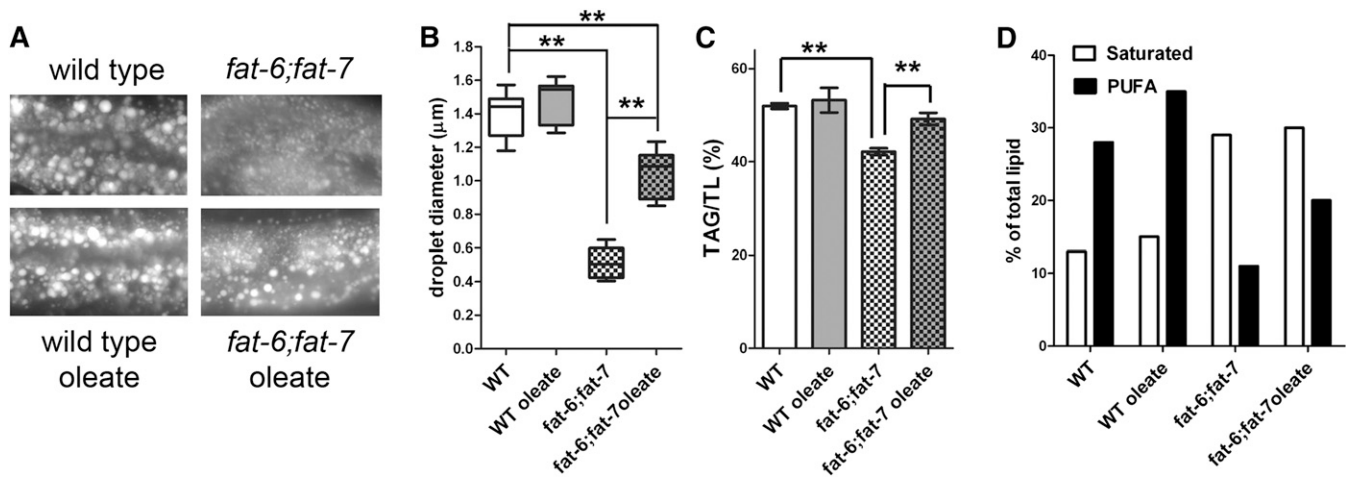 A
wild type
fat-6;fat-7
wild type
oleate
fat-6;fat-7
oleate
B
**
**
**
droplet diameter (μm)
1.8
1.6
1.4
1.2
1.0
0.8
0.6
0.4
0.2
0.0
WT
WT oleate
fat-6;fat-7
fat-6;fat-7oleate
C
**
**
TAG/TL (%)
60
40
20
0
WT
WT oleate
fat-6;fat-7
fat-6;fat-7 oleate
D
Saturated
PUFA
% of total lipid
40
30
20
10
0
WT
WT oleate
fat-6;fat-7
fat-6;fat-7oleate